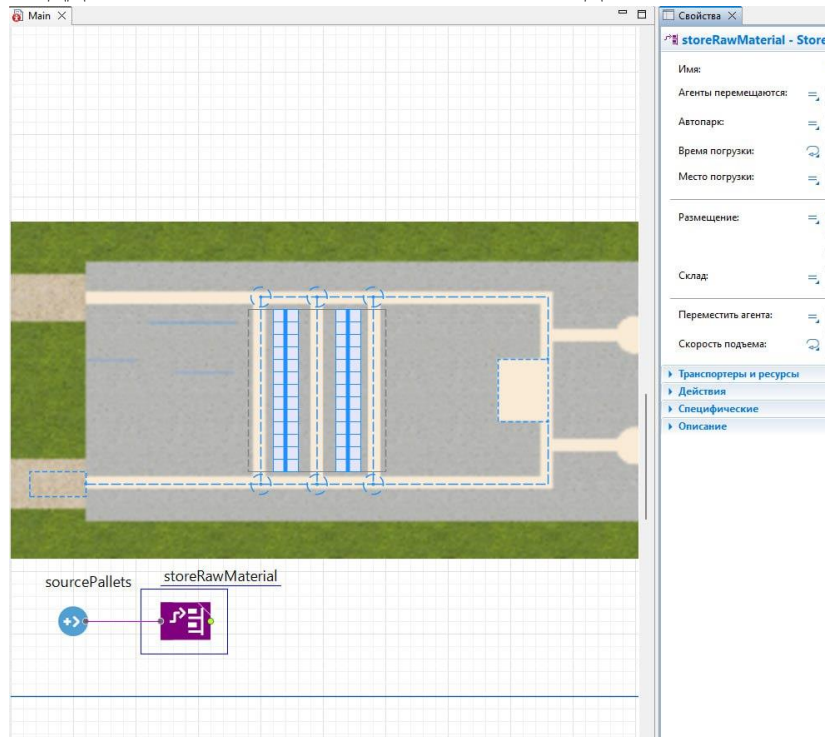 Main
Свойства
storeRawMaterial - Store
Имя:
Агенты перемещаются:
Автопарк:
Время погрузки:
Место погрузки:
Размещение:
Склад:
Переместить агента:
Скорость подъема:
Транспортеры и ресурсы
Действия
Специфические
Описание
sourcePallets
storeRawMaterial